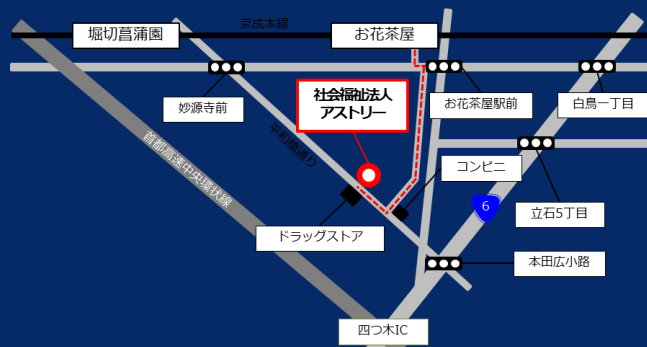 京成本線
堀切菖蒲園
お花茶屋
社会福祉法人
アストリー
妙源寺前
お花茶屋駅前
白鳥一丁目
平和橋通り
首都高速中央環状線
コンビニ
6
立石5丁目
ドラッグストア
本田広小路
四つ木IC